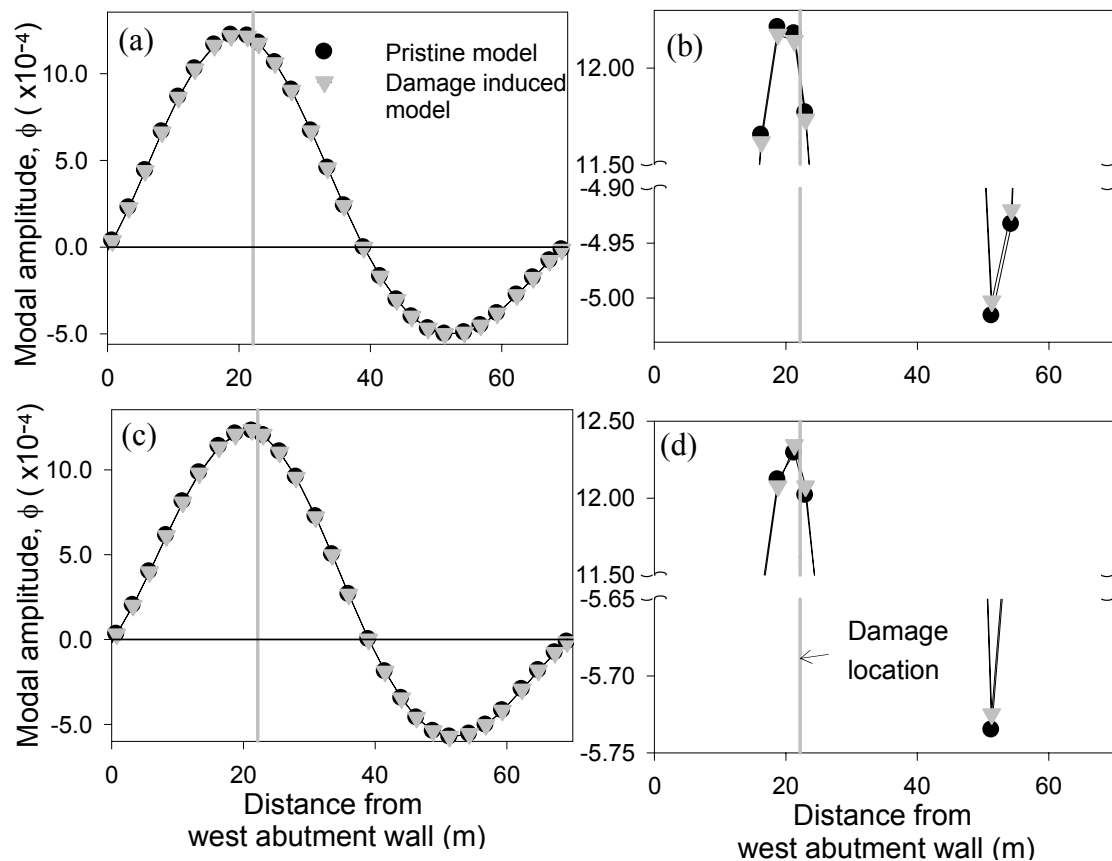 (a)
Pristine model
Damage induced
model
Modal amplitude, ϕ ( x10⁻⁴)
10.0
5.0
0.0
-5.0
0 20 40 60
(b)
12.00
11.50
-4.90
-4.95
-5.00
0 20 40 60
(c)
Modal amplitude, ϕ ( x10⁻⁴)
10.0
5.0
0.0
-5.0
0 20 40 60
Distance from
west abutment wall (m)
(d)
12.50
12.00
11.50
-5.65
-5.70
-5.75
Damage
location
0 20 40 60
Distance from
west abutment wall (m)